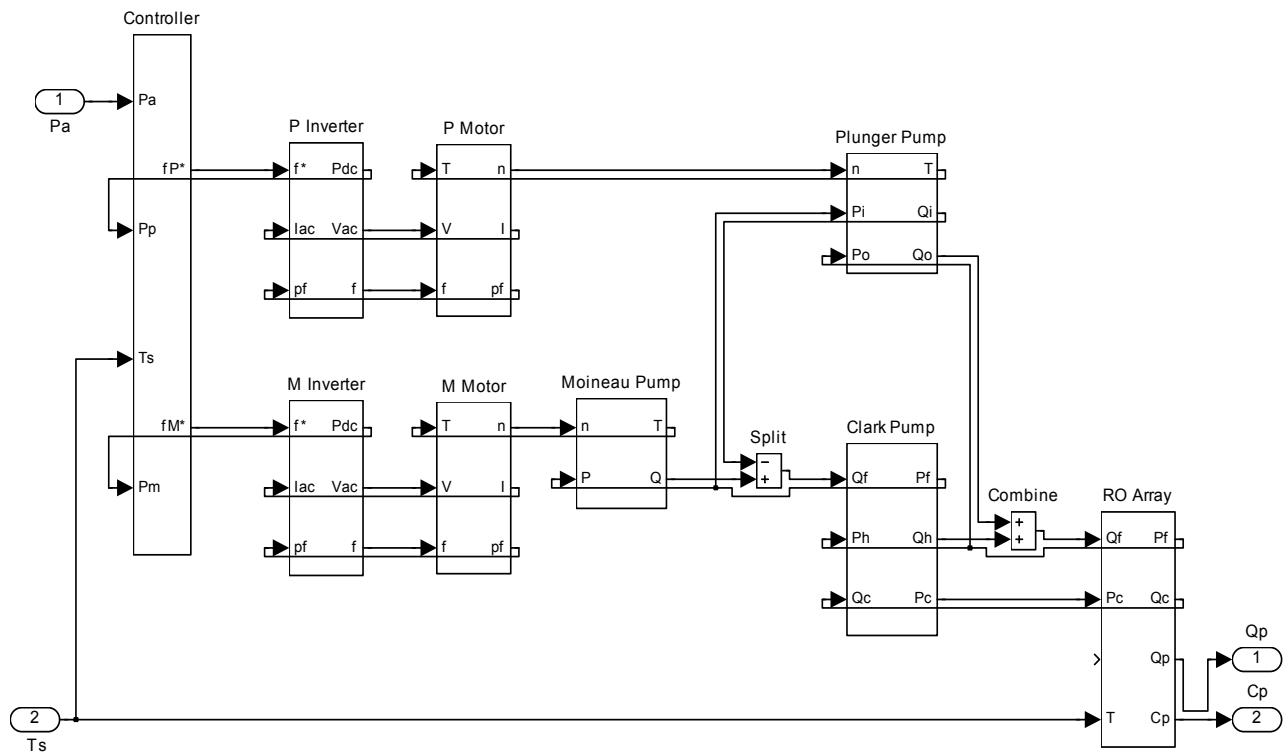 Controller
1
Pa
Pa
fP*
Pp
Ts
fM*
Pm
P Inverter
f* Pdc
Iac Vac
pf f
P Motor
T n
V I
f pf
Plunger Pump
n T
Pi Qi
Po Qo
M Inverter
f* Pdc
Iac Vac
pf f
M Motor
T n
V I
f pf
Moineau Pump
n T
P Q
Split
−
+
Clark Pump
Qf Pf
Ph Qh
Qc Pc
Combine
+
+
RO Array
Qf Pf
Pc Qc
Qp
T Cp
Qp
1
Cp
2
2
Ts